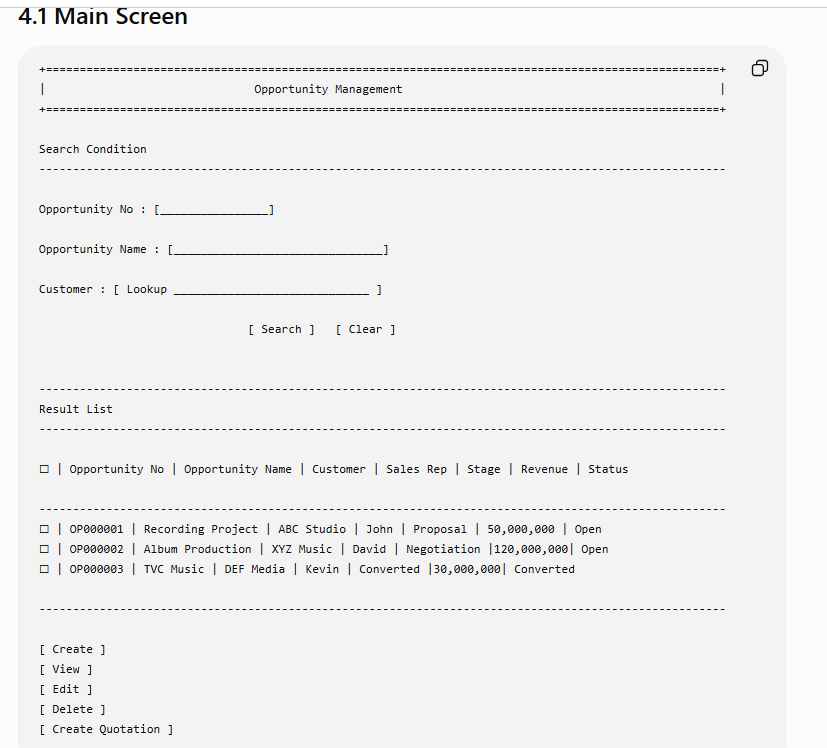 4.1 Main Screen
+====================================================================================================+
| Opportunity Management |
+====================================================================================================+
Search Condition
------------------------------------------------------------------------------------------------------
Opportunity No : [________________]
Opportunity Name : [_______________________________]
Customer : [ Lookup _____________________________ ]
[ Search ] [ Clear ]
------------------------------------------------------------------------------------------------------
Result List
------------------------------------------------------------------------------------------------------
☐ | Opportunity No | Opportunity Name | Customer | Sales Rep | Stage | Revenue | Status
------------------------------------------------------------------------------------------------------
☐ | OP000001 | Recording Project | ABC Studio | John | Proposal | 50,000,000 | Open
☐ | OP000002 | Album Production | XYZ Music | David | Negotiation |120,000,000| Open
☐ | OP000003 | TVC Music | DEF Media | Kevin | Converted |30,000,000| Converted
------------------------------------------------------------------------------------------------------
[ Create ]
[ View ]
[ Edit ]
[ Delete ]
[ Create Quotation ]